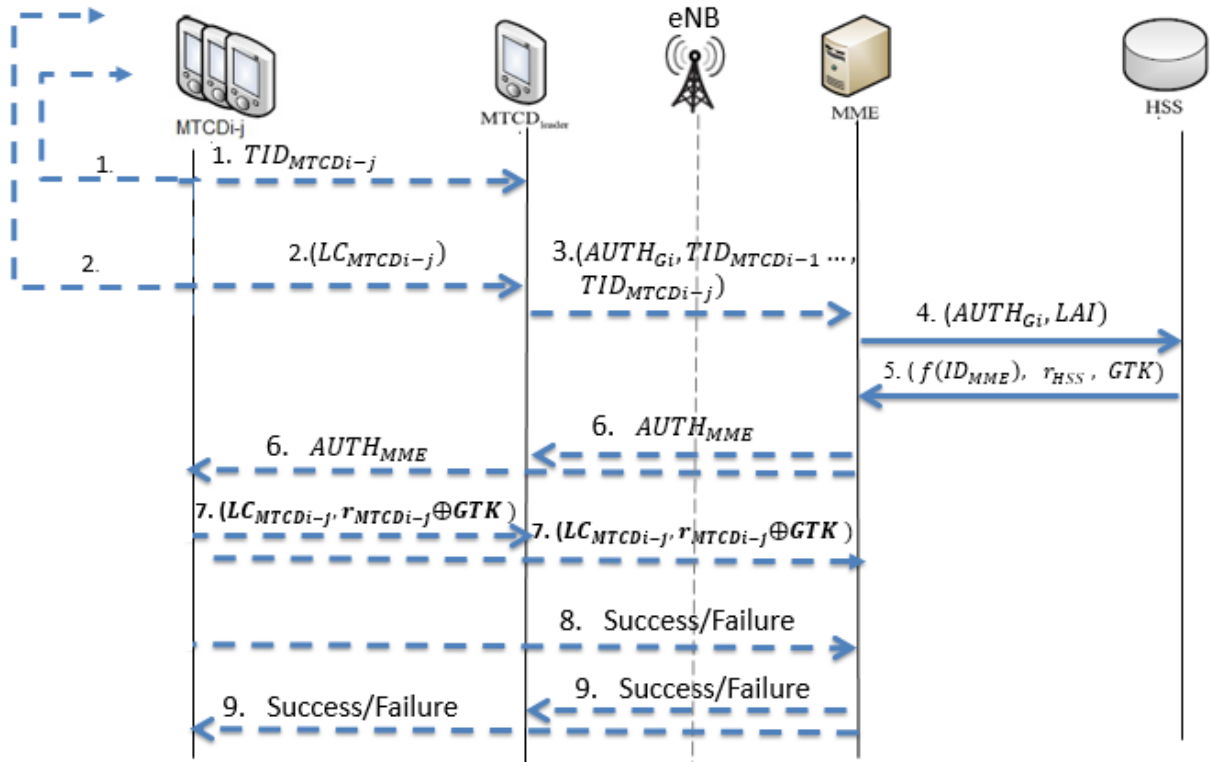 eNB
MTCDi-j
MTCD leader
MME
HSS
1.
1. TID_MTCDi−j
2.
2.(LC_MTCDi−j)
3.(AUTH_Gi, TID_MTCDi−1 …,
TID_MTCDi−j)
4. (AUTH_Gi, LAI)
5. ( f(ID_MME), r_HSS , GTK)
6. AUTH_MME
6. AUTH_MME
7. (LC_MTCDi−j, r_MTCDi−j⊕GTK )
7. (LC_MTCDi−j, r_MTCDi−j⊕GTK )
8. Success/Failure
9. Success/Failure
9. Success/Failure